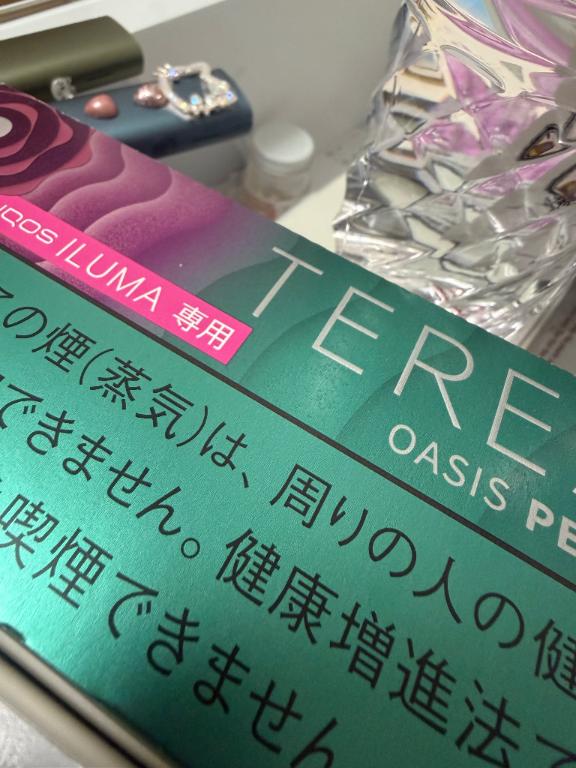 IQOS ILUMA 専用
TERE
OASIS PE
の煙(蒸気)は、周りの人の健
できません。健康増進法で
喫煙できません